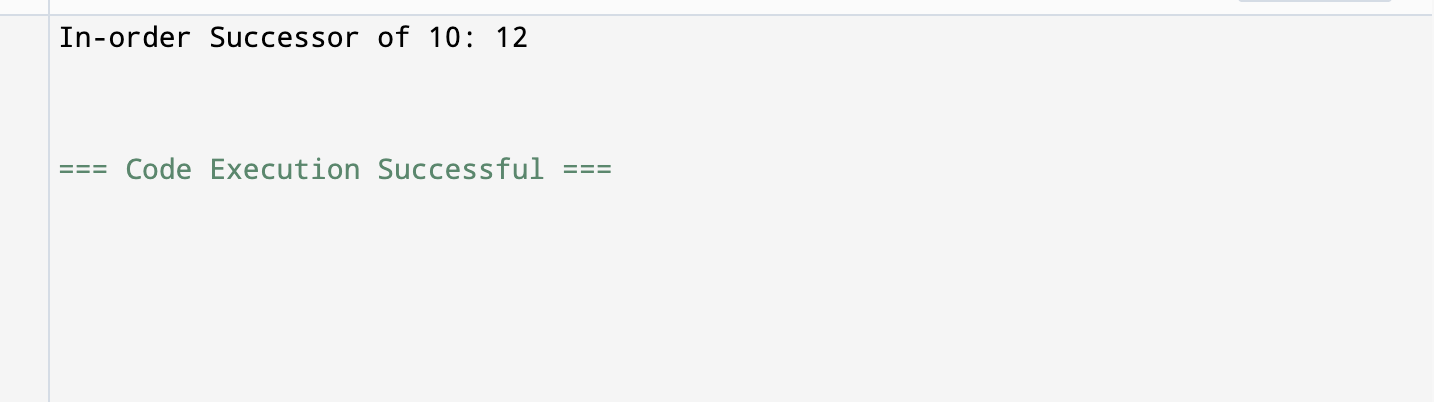 In-order Successor of 10: 12
=== Code Execution Successful ===